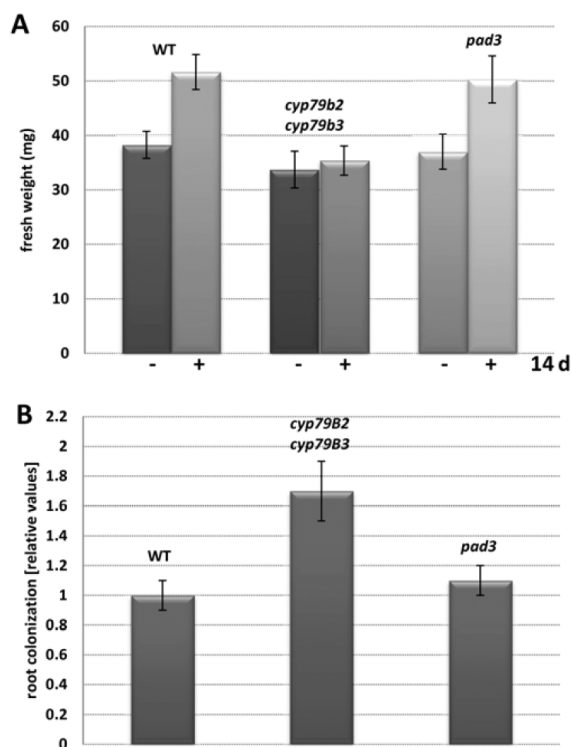 A
60
WT
pad3
50
cyp79b2
40
cyp79b3
fresh weight (mg)
30
20
10
0
- + - + - + 14 d
B
2.2
cyp79B2
2
cyp79B3
1.8
1.6
root colonization [relative values]
1.4
1.2
WT
pad3
1
0.8
0.6
0.4
0.2
0